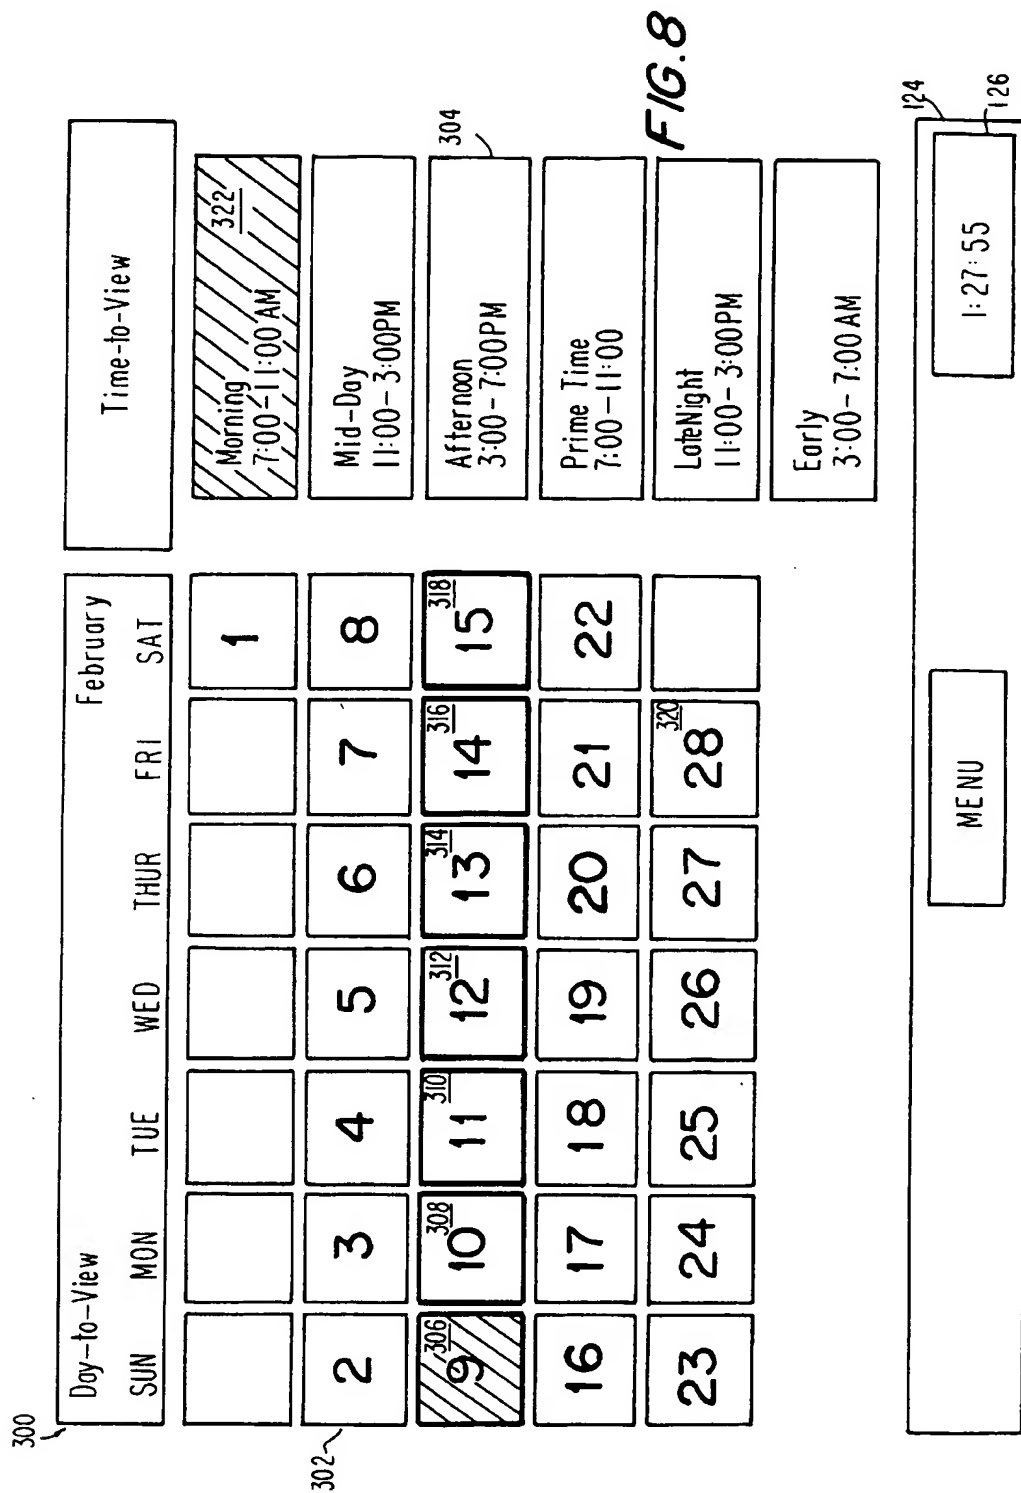 300
Day-to-View February
SUN MON TUE WED THUR FRI SAT
Time-to-View
1
302
2 3 4 5 6 7 8
306 308 310 312 314 316 318
9 10 11 12 13 14 15
16 17 18 19 20 21 22
320
23 24 25 26 27 28
322
Morning
7:00-11:00 AM
Mid-Day
11:00-3:00PM
304
Afternoon
3:00-7:00PM
Prime Time
7:00-11:00
LateNight
11:00-3:00PM
Early
3:00-7:00AM
FIG.8
124
MENU
1:27:55
126